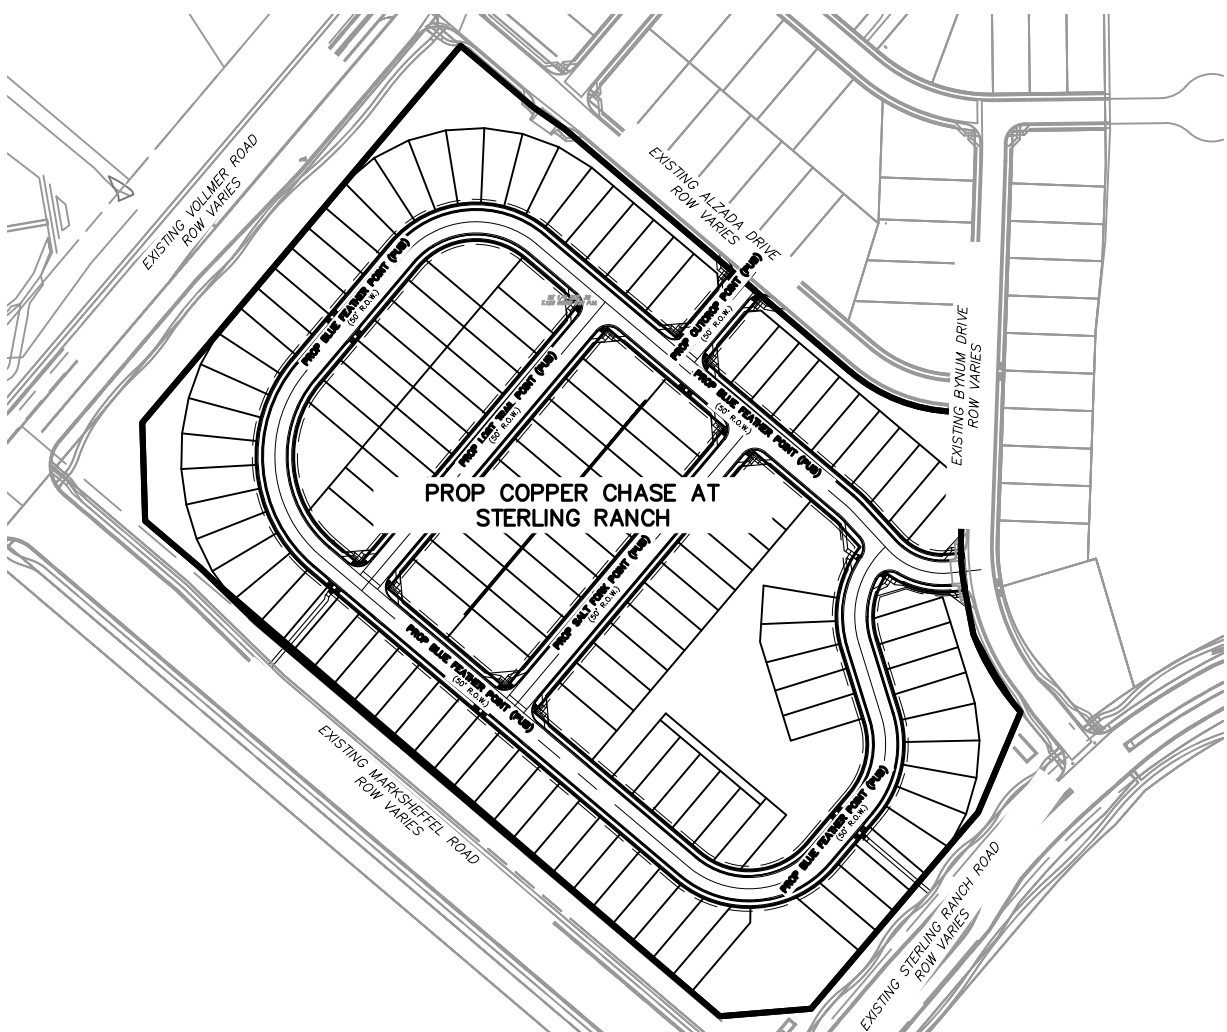 EXISTING VOLLMER ROAD
ROW VARIES
EXISTING ALZADA DRIVE
ROW VARIES
PROP BLUE FEATHER POINT (PUB)
(50' R.O.W.)
PROP OUTCROP POINT (PUB)
(50' R.O.W.)
EXISTING BYNUM DRIVE
ROW VARIES
PROP LOST TRAIL POINT (PUB)
(50' R.O.W.)
PROP BLUE FEATHER POINT (PUB)
(50' R.O.W.)
PROP COPPER CHASE AT
STERLING RANCH
PROP SALT FORK POINT (PUB)
(50' R.O.W.)
PROP BLUE FEATHER POINT (PUB)
(50' R.O.W.)
EXISTING MARKSHEFFEL ROAD
ROW VARIES
PROP BLUE FEATHER POINT (PUB)
(50' R.O.W.)
EXISTING STERLING RANCH ROAD
ROW VARIES